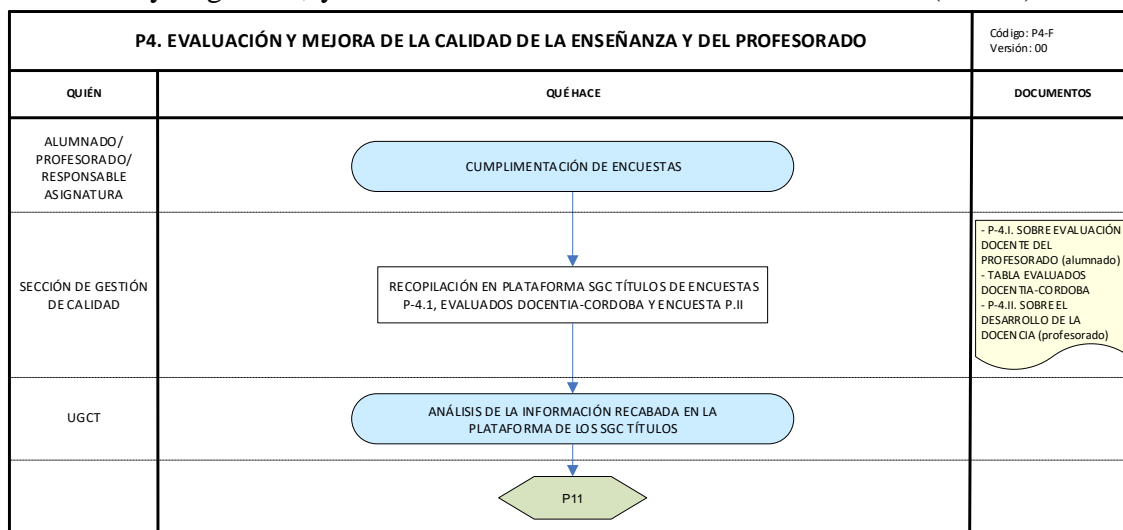 P4. EVALUACIÓN Y MEJORA DE LA CALIDAD DE LA ENSEÑANZA Y DEL PROFESORADO
Código: P4-F
Versión: 00
QUIÉN
QUÉ HACE
DOCUMENTOS
ALUMNADO/
PROFESORADO/
RESPONSABLE
ASIGNATURA
CUMPLIMENTACIÓN DE ENCUESTAS
SECCIÓN DE GESTIÓN
DE CALIDAD
RECOPILACIÓN EN PLATAFORMA SGC TÍTULOS DE ENCUESTAS
P-4.1, EVALUADOS DOCENTIA-CORDOBA Y ENCUESTA P.II
- P-4.I. SOBRE EVALUACIÓN
DOCENTE DEL
PROFESORADO (alumnado)
- TABLA EVALUADOS
DOCENTIA-CORDOBA
- P-4.II. SOBRE EL
DESARROLLO DE LA
DOCENCIA (profesorado)
UGCT
ANÁLISIS DE LA INFORMACIÓN RECABADA EN LA
PLATAFORMA DE LOS SGC TÍTULOS
P11